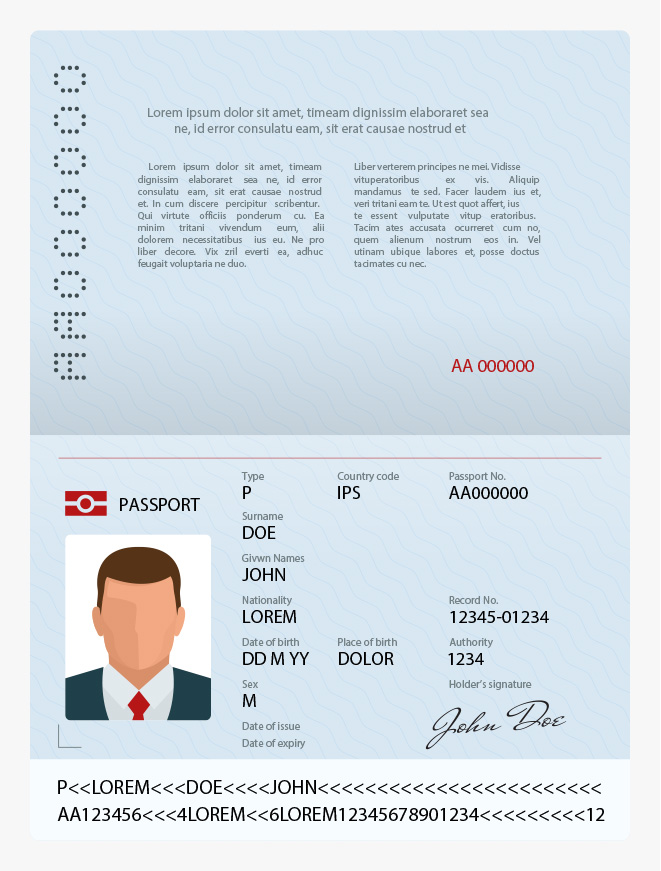 Lorem ipsum dolor sit amet, timeam dignissim elaboraret sea
ne, id error consulatu eam, sit erat causae nostrud et
Lorem ipsum dolor sit amet, timeam
dignissim elaboraret sea ne, id error
consulatu eam, sit erat causae nostrud
et. In cum discere percipitur scribentur.
Qui virtute officiis ponderum cu. Ea
minim tritani vivendum eum, alii
dolorem necessitatibus ius eu. Ne pro
liber decore. Vix zril everti ea, adhuc
feugait voluptaria ne duo.
Liber verterem principes ne mei. Vidisse
vituperatoribus ex vis. Aliquip
mandamus te sed. Facer laudem ius et,
veri tritani eam te. Ut est quot affert, ius
te essent vulputate vitup eratoribus.
Tacim ates accusata ocurreret cum no,
quem alienum nostrum eos in. Vel
utinam ubique labores et, posse doctus
tacimates cu nec.
AA 000000
PASSPORT
Type Country code Passport No.
P IPS AA000000
Surname
DOE
Givwn Names
JOHN
Nationality Record No.
LOREM 12345-01234
Date of birth Place of birth Authority
DD M YY DOLOR 1234
Sex Holder's signature
M
John Doe
Date of issue
Date of expiry
P<<LOREM<<<DOE<<<<JOHN<<<<<<<<<<<<<<<<<<<<<<<<
AA123456<<<4LOREM<<6LOREM12345678901234<<<<<<<<<12